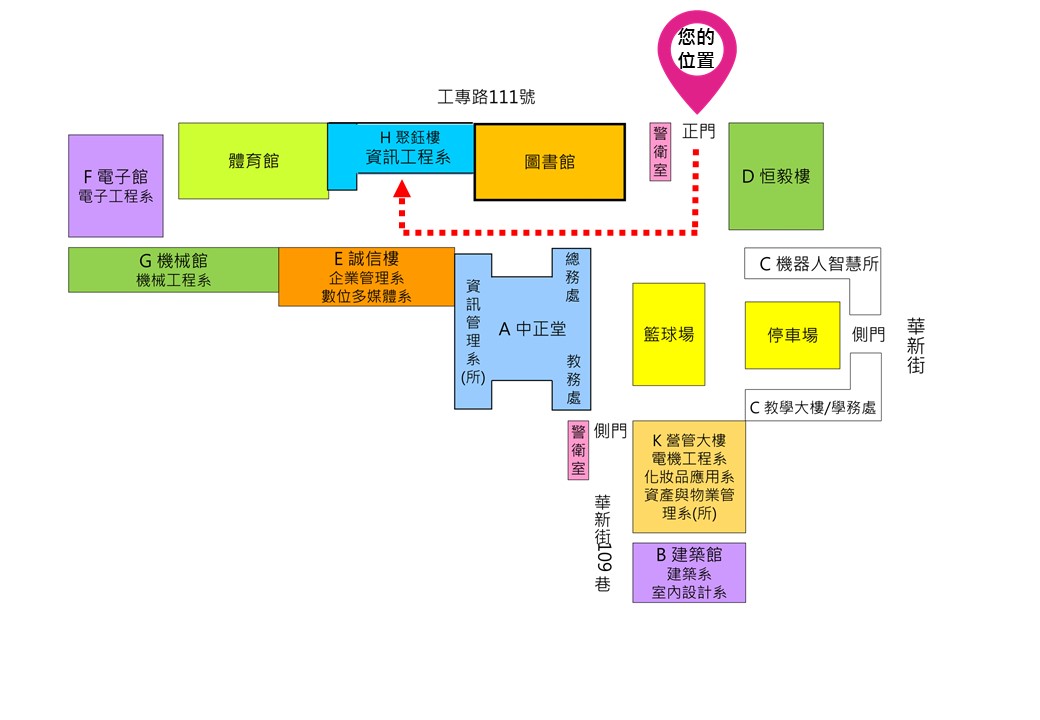 您的
位置
工專路111號
正門
警衛室
F 電子館
電子工程系
體育館
H 聚鈺樓
資訊工程系
圖書館
D 恒毅樓
G 機械館
機械工程系
E 誠信樓
企業管理系
數位多媒體系
資訊管理系(所)
A 中正堂
總務處
教務處
籃球場
C 機器人智慧所
停車場
側門
華新街
C 教學大樓/學務處
警衛室
側門
華新街109巷
K 營管大樓
電機工程系
化妝品應用系
資產與物業管
理系(所)
B 建築館
建築系
室內設計系